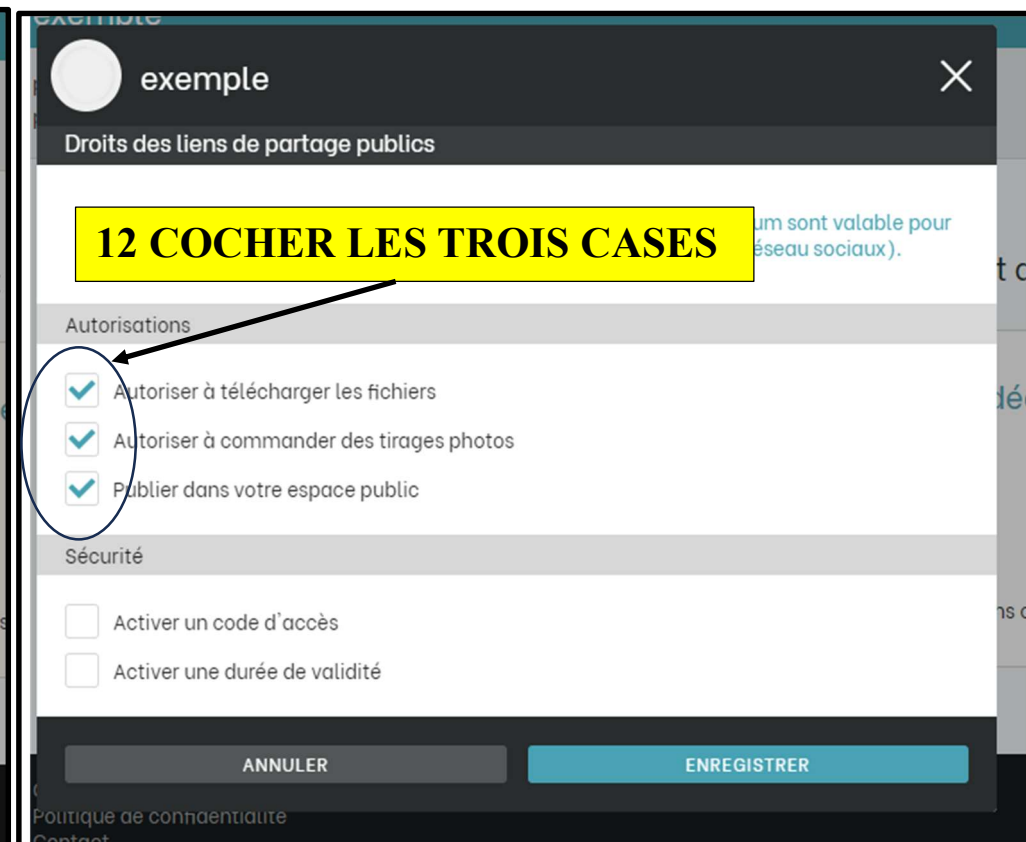 exemple
exemple
Droits des liens de partage publics
12 COCHER LES TROIS CASES
sont valable pour
sociaux).
Autorisations
Autoriser à télécharger les fichiers
Autoriser à commander des tirages photos
Publier dans votre espace public
Sécurité
Activer un code d'accès
Activer une durée de validité
ANNULER
ENREGISTRER
Politique de confidentialité
Contact